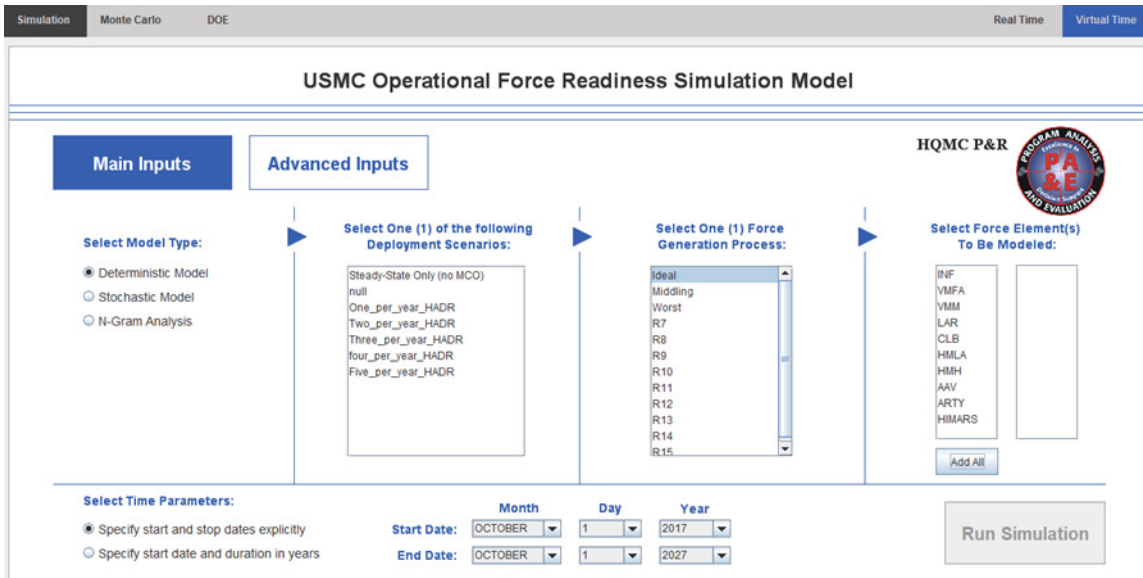 Simulation Monte Carlo DOE Real Time Virtual Time
USMC Operational Force Readiness Simulation Model
Main Inputs Advanced Inputs
HQMC P&R
PROGRAM ANALYSIS
Excellence in
PA
&E
Decision Support
AND EVALUATION
Select Model Type:
Deterministic Model
Stochastic Model
N-Gram Analysis
Select One (1) of the following
Deployment Scenarios:
Steady-State Only (no MCO)
null
One_per_year_HADR
Two_per_year_HADR
Three_per_year_HADR
four_per_year_HADR
Five_per_year_HADR
Select One (1) Force
Generation Process:
Ideal
Middling
Worst
R7
R8
R9
R10
R11
R12
R13
R14
R15
Select Force Element(s)
To Be Modeled:
INF
VMFA
VMM
LAR
CLB
HMLA
HMH
AAV
ARTY
HIMARS
Add All
Select Time Parameters:
Specify start and stop dates explicitly
Specify start date and duration in years
Month Day Year
Start Date: OCTOBER 1 2017
End Date: OCTOBER 1 2027
Run Simulation